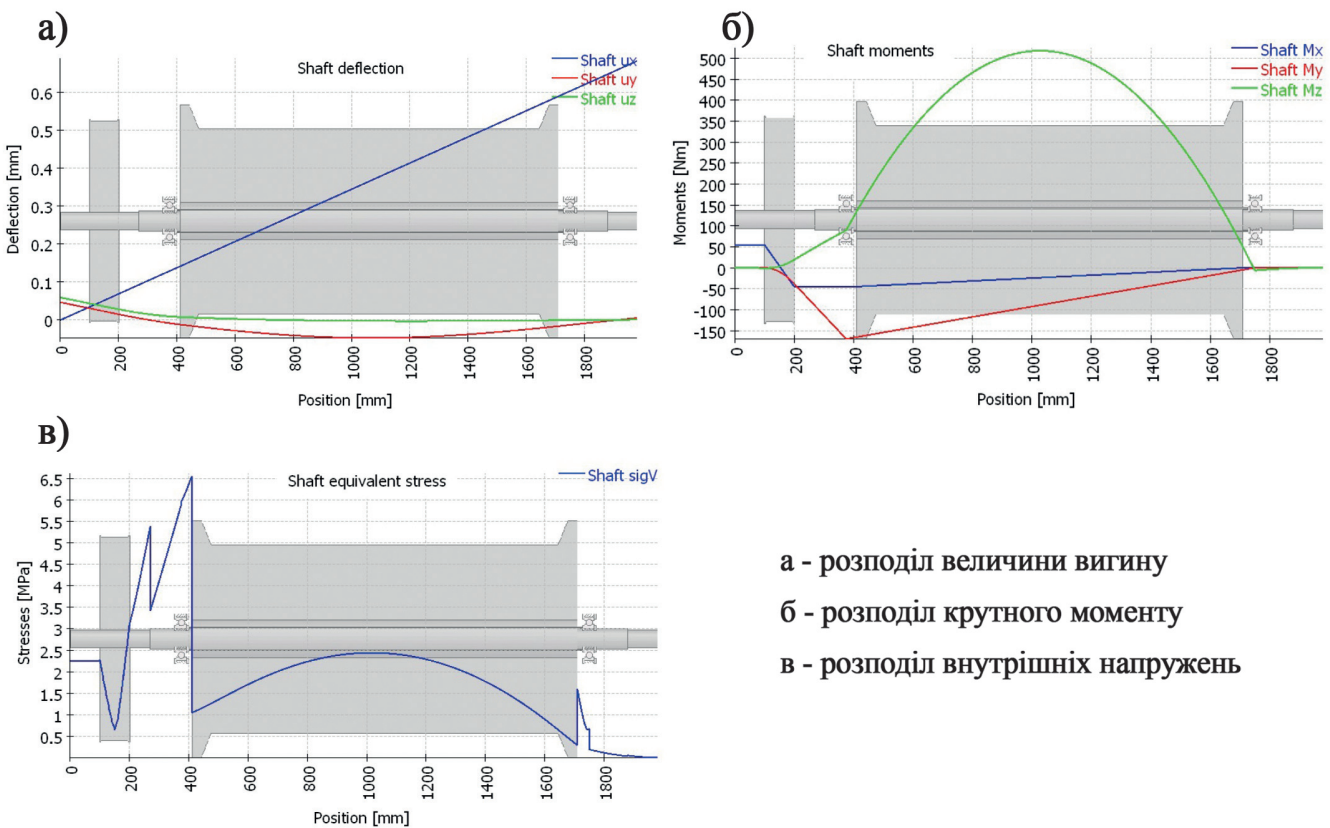 а)
Shaft deflection
Shaft ux
Shaft uy
Shaft uz
Deflection [mm]
0.6
0.5
0.4
0.3
0.2
0.1
0
0 200 400 600 800 1000 1200 1400 1600 1800
Position [mm]
б)
Shaft moments
Shaft Mx
Shaft My
Shaft Mz
Moments [Nm]
500
450
400
350
300
250
200
150
100
50
0
-50
-100
-150
0 200 400 600 800 1000 1200 1400 1600 1800
Position [mm]
в)
Shaft equivalent stress
Shaft sigV
Stresses [MPa]
6.5
6
5.5
5
4.5
4
3.5
3
2.5
2
1.5
1
0.5
0 200 400 600 800 1000 1200 1400 1600 1800
Position [mm]
а - розподіл величини вигину
б - розподіл крутного моменту
в - розподіл внутрішніх напружень